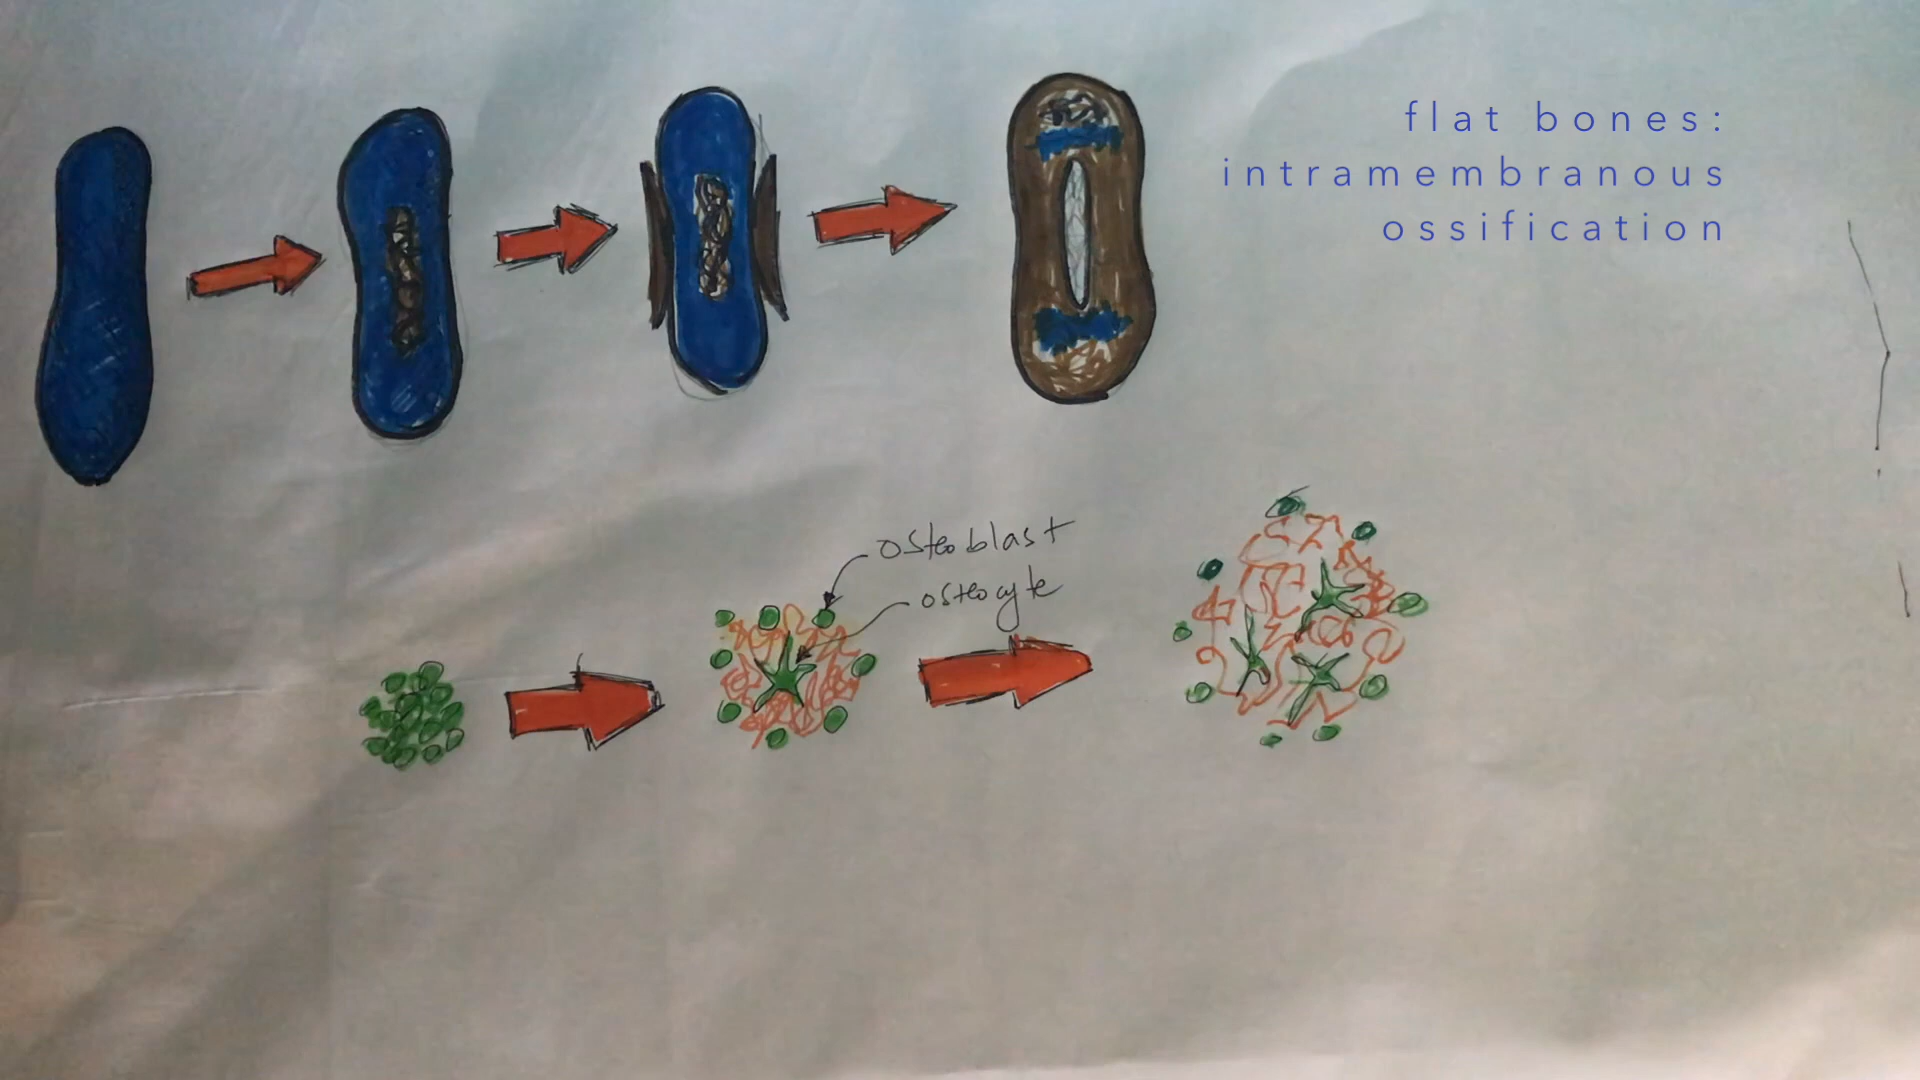 flat bones:
intramembranous
ossification
osteoblast
osteocyte